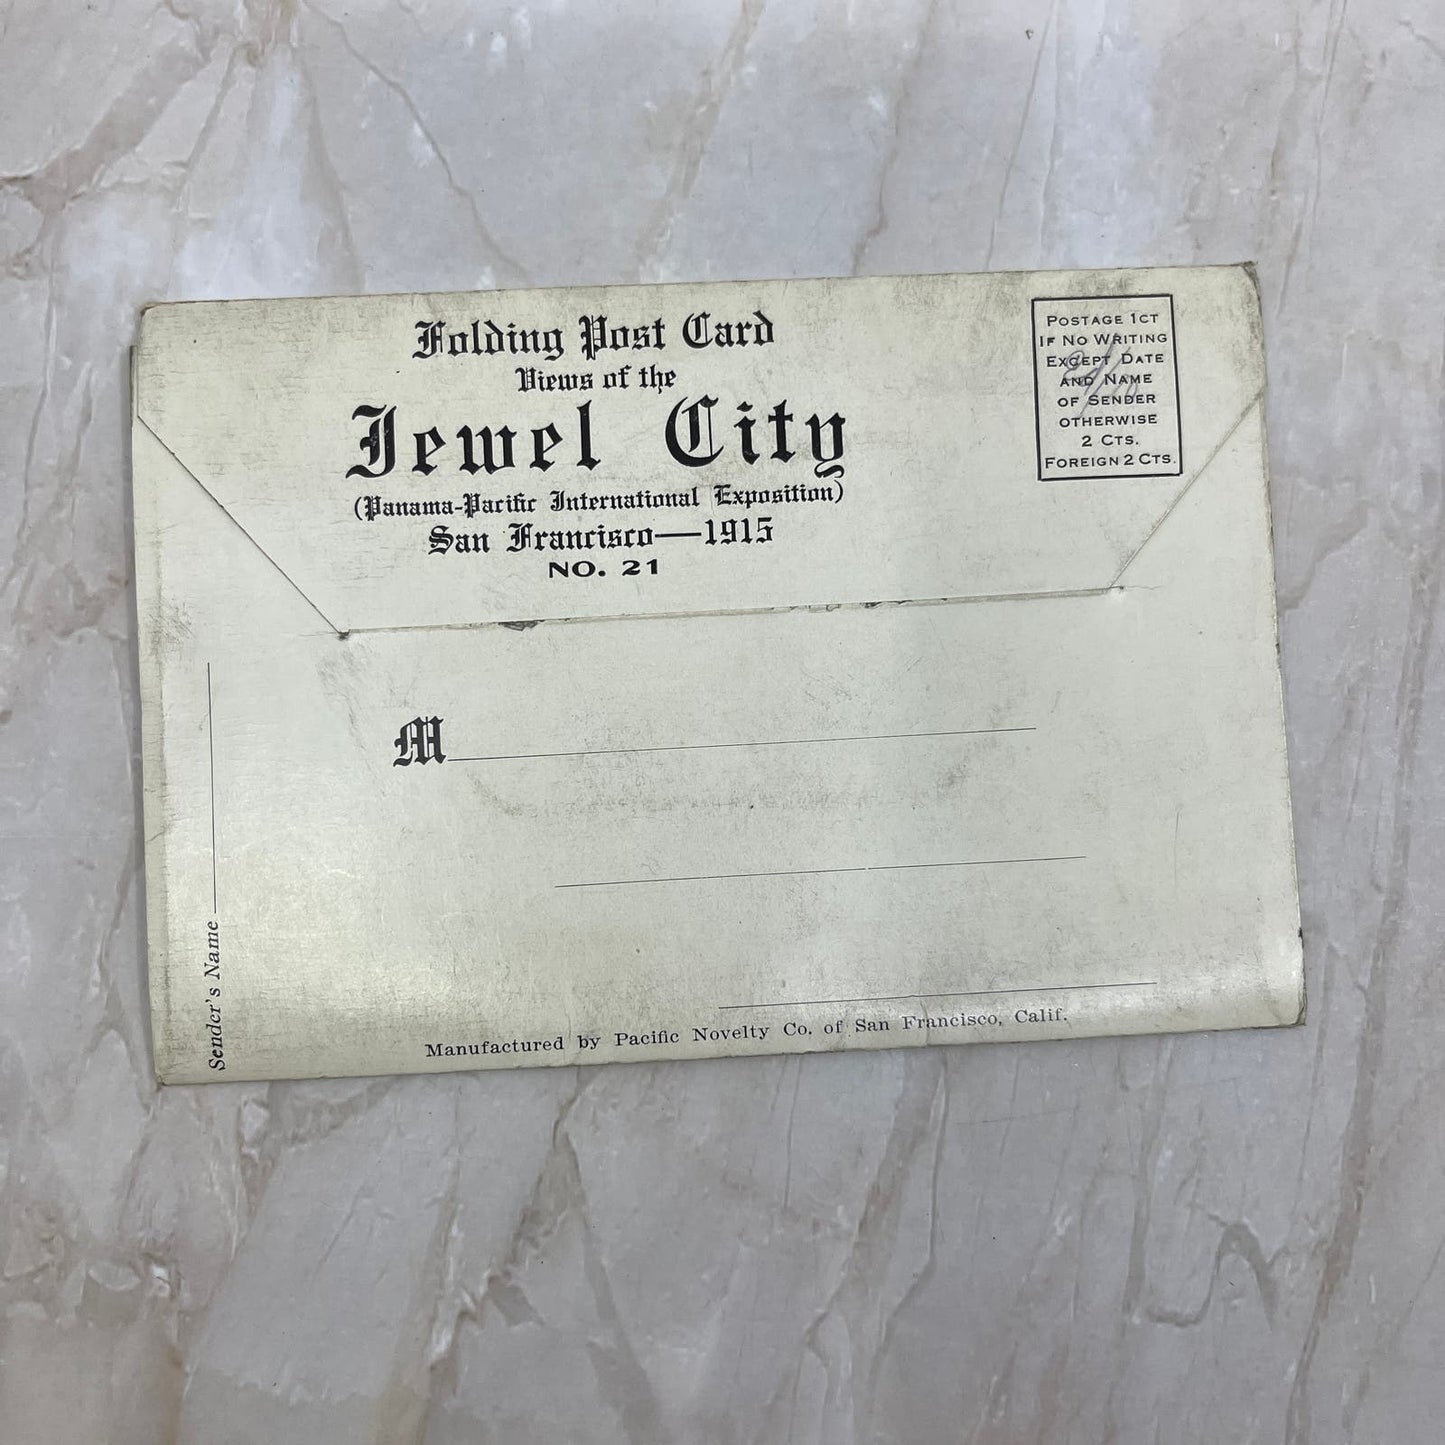 Folding Post Card
Views of the
Jewel City
(Panama-Pacific International Exposition)
San Francisco—1915
NO. 21
POSTAGE 1CT
IF NO WRITING
EXCEPT DATE
AND NAME
OF SENDER
OTHERWISE
2 CTS.
FOREIGN 2 CTS.
M
Sender's Name
Manufactured by Pacific Novelty Co. of San Francisco, Calif.